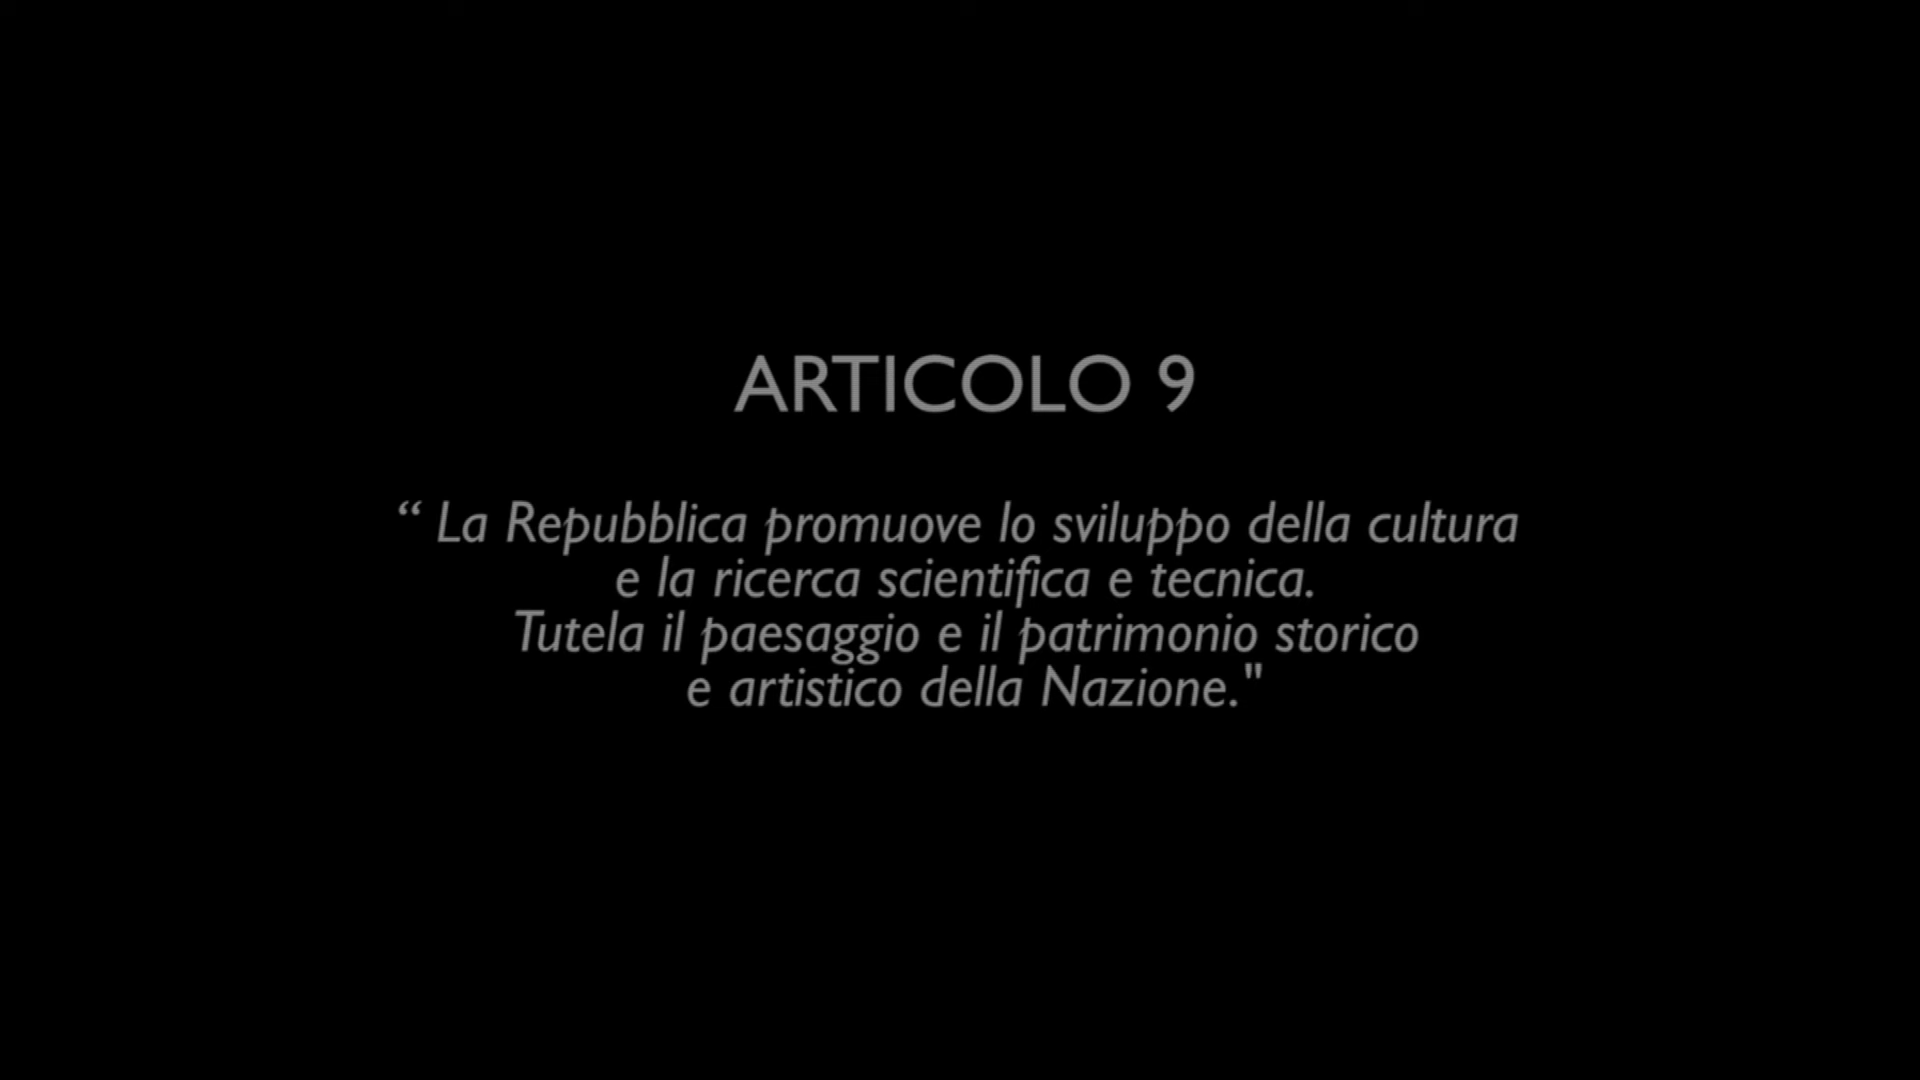 ARTICOLO 9
“ La Repubblica promuove lo sviluppo della cultura
e la ricerca scientifica e tecnica.
Tutela il paesaggio e il patrimonio storico
e artistico della Nazione."